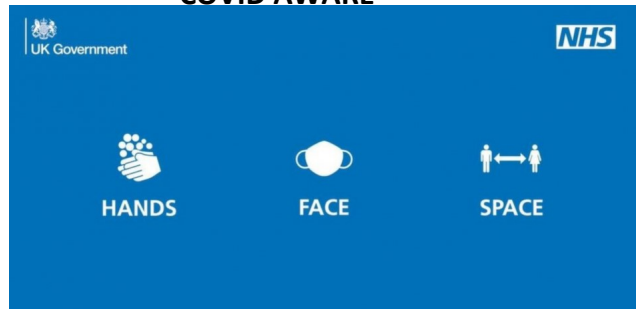 COVID AWARE
UK Government
NHS
HANDS
FACE
SPACE